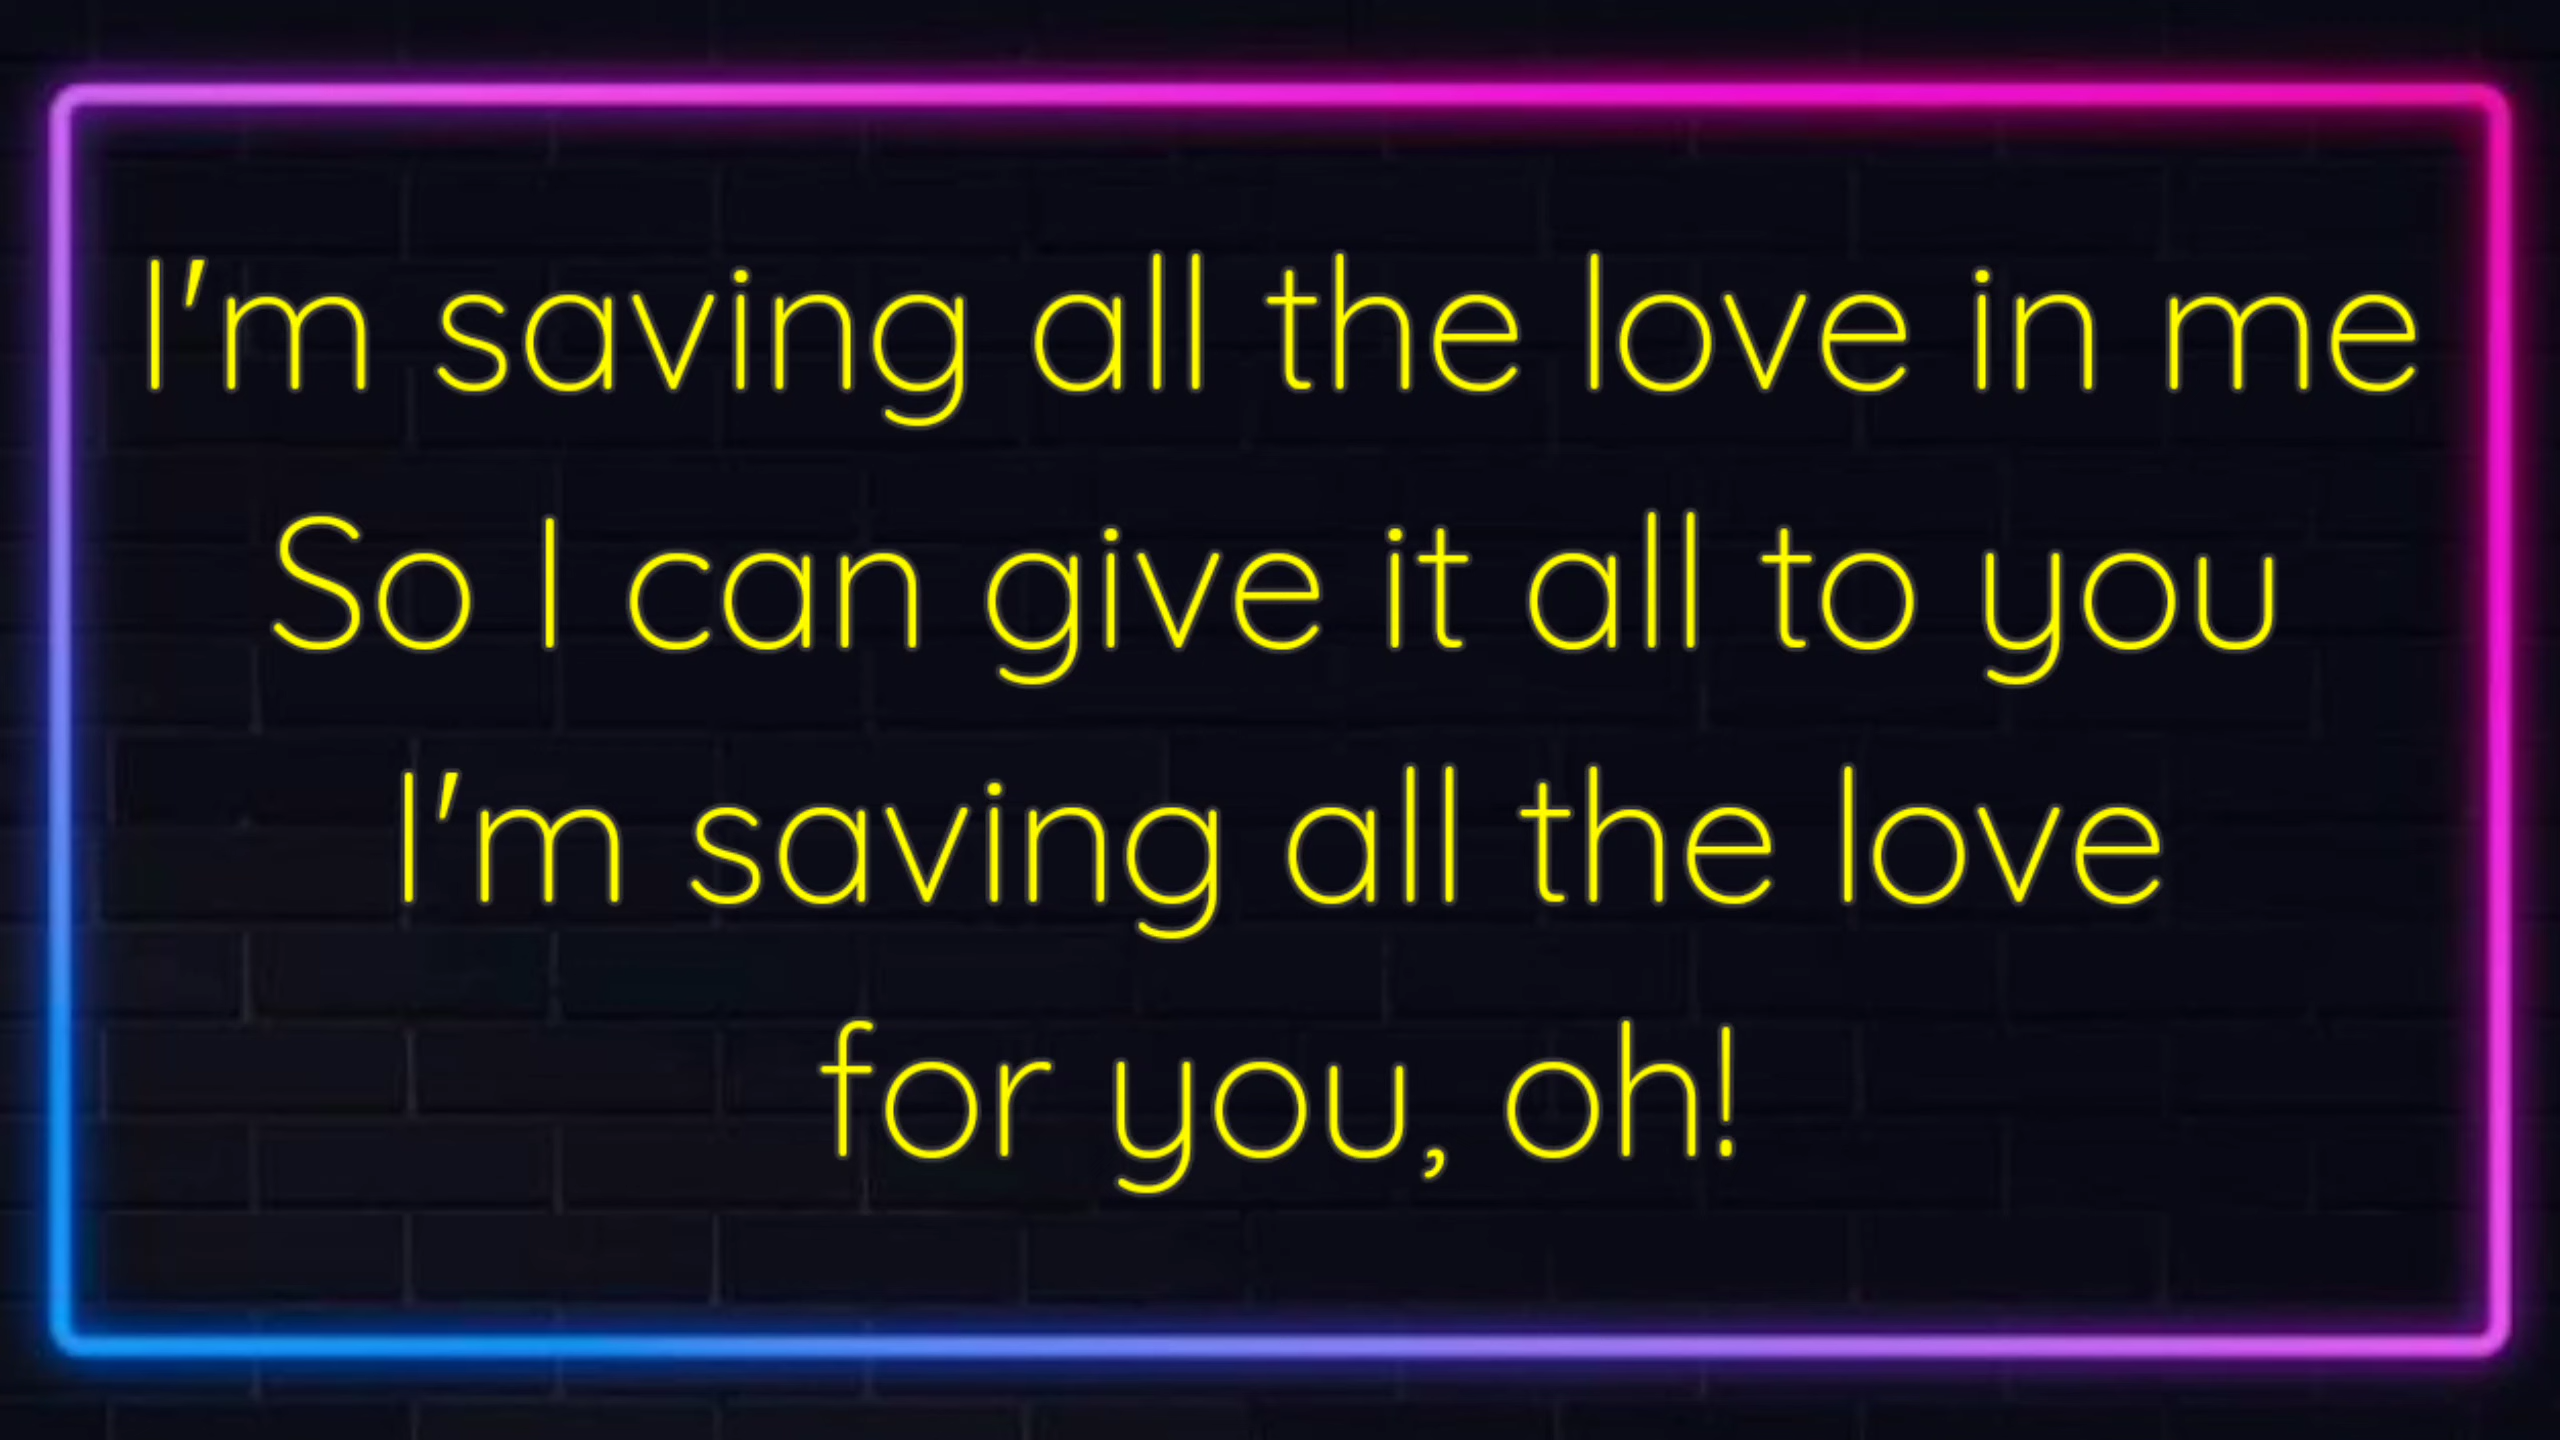 I'm saving all the love in me
So I can give it all to you
I'm saving all the love
for you, oh!